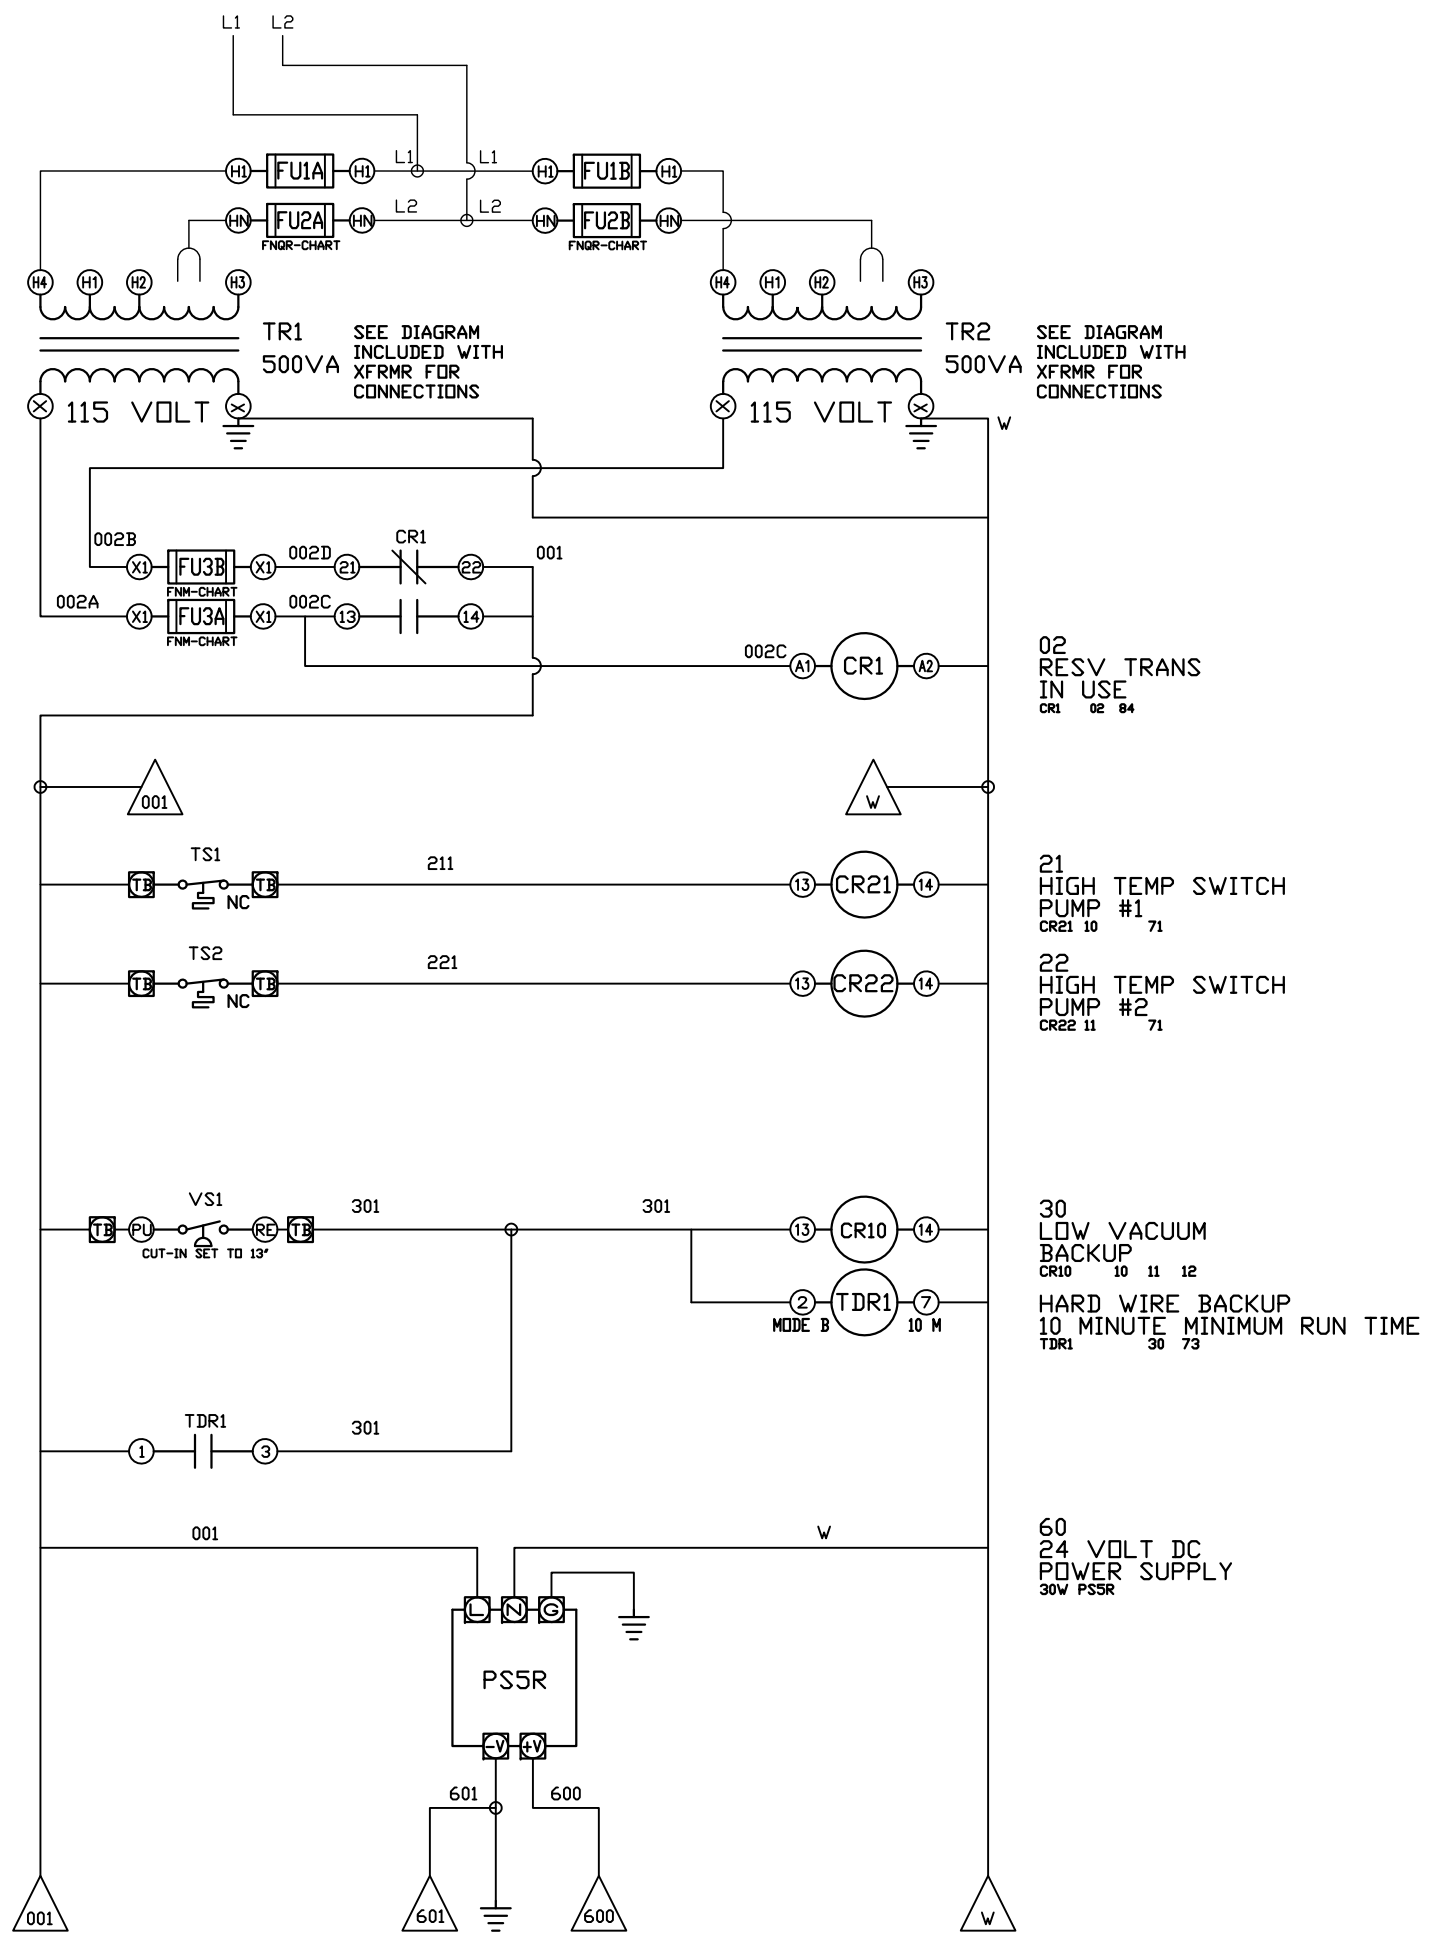 L1 L2
H1 FU1A H1 L1 L1 H1 FU1B H1
HN FU2A HN L2 L2 HN FU2B HN
FNQR-CHART FNQR-CHART
H4 H1 H2 H3 H4 H1 H2 H3
TR1
500VA
SEE DIAGRAM
INCLUDED WITH
XFRMR FOR
CONNECTIONS
TR2
500VA
SEE DIAGRAM
INCLUDED WITH
XFRMR FOR
CONNECTIONS
X 115 VOLT X X 115 VOLT X
W
002B X1 FU3B X1 002D 21 CR1 22 001
FNM-CHART
002A X1 FU3A X1 002C 13 14
FNM-CHART
002C A1 CR1 A2
02
RESV TRANS
IN USE
CR1 02 84
001 W
TS1 211
TB NC TB 13 CR21 14
21
HIGH TEMP SWITCH
PUMP #1
CR21 10 71
TS2 221
TB NC TB 13 CR22 14
22
HIGH TEMP SWITCH
PUMP #2
CR22 11 71
VS1 301 301
TB PU RE TB 13 CR10 14
CUT-IN SET TO 13"
30
LOW VACUUM
BACKUP
CR10 10 11 12
2 TDR1 7
MODE B 10 M
HARD WIRE BACKUP
10 MINUTE MINIMUM RUN TIME
TDR1 30 73
TDR1 301
1 3
001 W
60
24 VOLT DC
POWER SUPPLY
30W PS5R
L N G
PS5R
-V +V
601 600
001 601 600 W